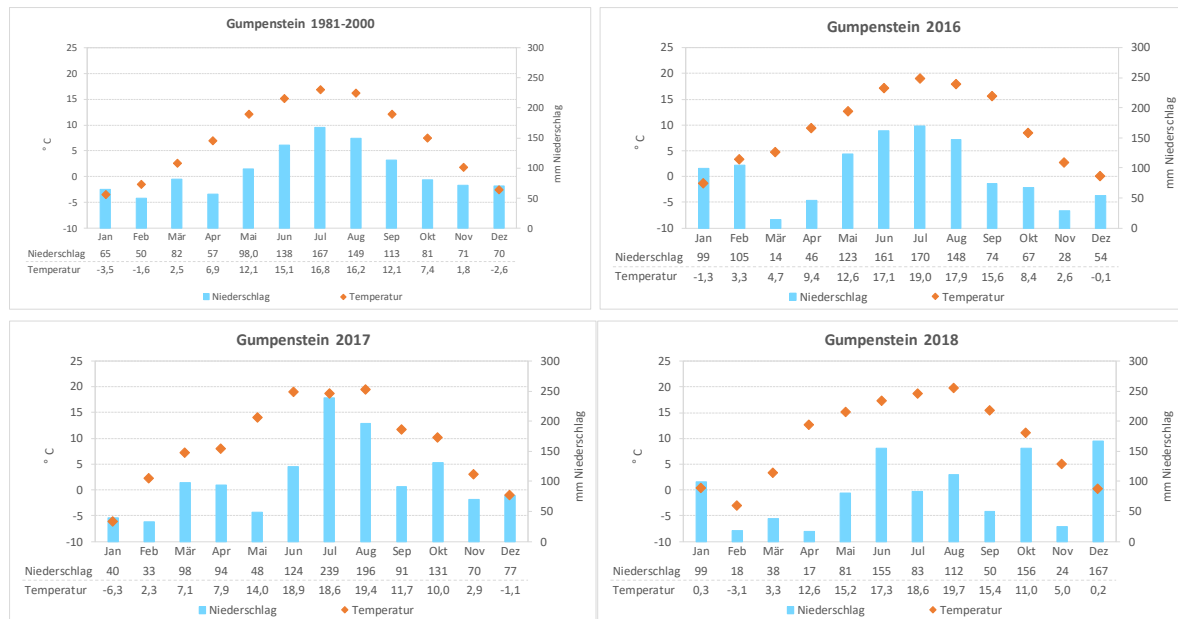 Gumpenstein 1981-2000
25 300
20 250
15 200
10 150
5
0 100
-5 50
-10 0
° C
mm Niederschlag
Jan Feb Mär Apr Mai Jun Jul Aug Sep Okt Nov Dez
Niederschlag 65 50 82 57 98,0 138 167 149 113 81 71 70
Temperatur -3,5 -1,6 2,5 6,9 12,1 15,1 16,8 16,2 12,1 7,4 1,8 -2,6
Niederschlag Temperatur
Gumpenstein 2016
25 300
20 250
15 200
10 150
5
0 100
-5 50
-10 0
° C
mm Niederschlag
Jan Feb Mär Apr Mai Jun Jul Aug Sep Okt Nov Dez
Niederschlag 99 105 14 46 123 161 170 148 74 67 28 54
Temperatur -1,3 3,3 4,7 9,4 12,6 17,1 19,0 17,9 15,6 8,4 2,6 -0,1
Niederschlag Temperatur
Gumpenstein 2017
25 300
20 250
15 200
10 150
5
0 100
-5 50
-10 0
° C
mm Niederschlag
Jan Feb Mär Apr Mai Jun Jul Aug Sep Okt Nov Dez
Niederschlag 40 33 98 94 48 124 239 196 91 131 70 77
Temperatur -6,3 2,3 7,1 7,9 14,0 18,9 18,6 19,4 11,7 10,0 2,9 -1,1
Niederschlag Temperatur
Gumpenstein 2018
25 300
20 250
15 200
10 150
5
0 100
-5 50
-10 0
° C
mm Niederschlag
Jan Feb Mär Apr Mai Jun Jul Aug Sep Okt Nov Dez
Niederschlag 99 18 38 17 81 155 83 112 50 156 24 167
Temperatur 0,3 -3,1 3,3 12,6 15,2 17,3 18,6 19,7 15,4 11,0 5,0 0,2
Niederschlag Temperatur